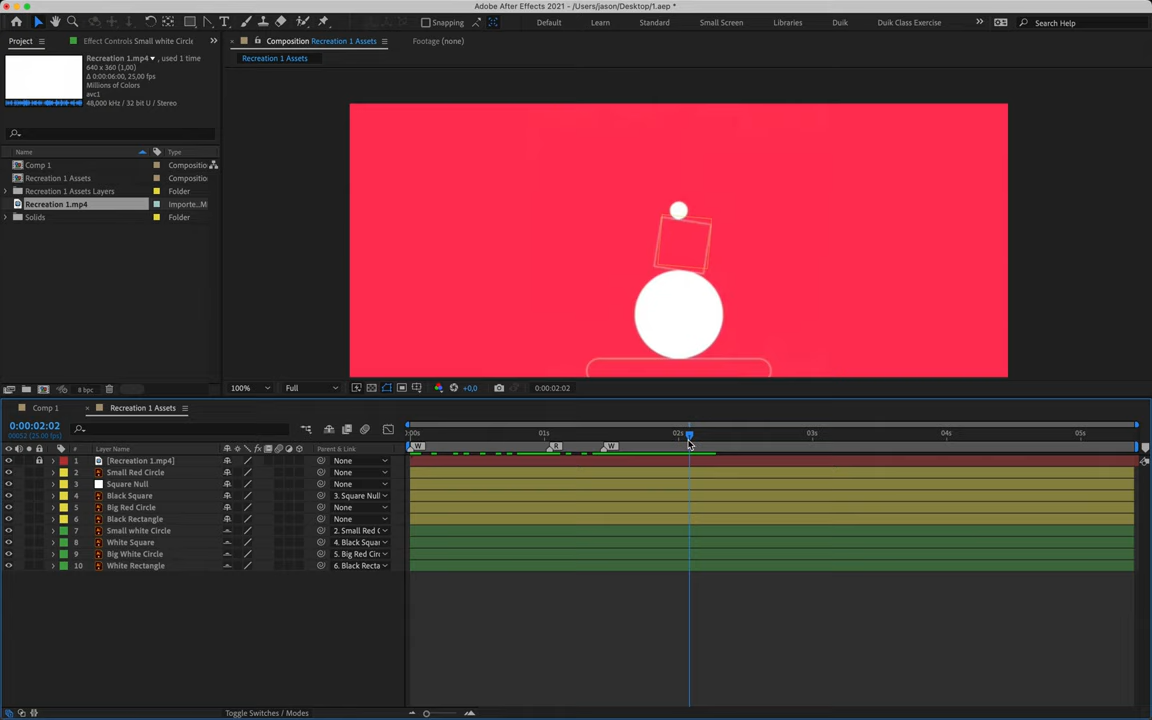 Adobe After Effects 2021 - /Users/jason/Desktop/1.aep *
Snapping
Default
Learn
Standard
Small Screen
Libraries
Duik
Duik Class Exercise
Search Help
Project
Effect Controls Small white Circle
Composition Recreation 1 Assets
Footage (none)
Recreation 1 Assets
Recreation 1.mp4 , used 1 time
640 x 360 (1,00)
Δ 0:00:06:00, 25,00 fps
Millions of Colors
avc1
48,000 kHz / 32 bit U / Stereo
Name
Type
Comp 1
Compositio
Recreation 1 Assets
Compositio
Recreation 1 Assets Layers
Folder
Recreation 1.mp4
Importe...M
Solids
Folder
8 bpc
100%
Full
+0,0
0:00:02:02
Comp 1
Recreation 1 Assets
0:00:02:02
00052 (25.00 fps)
:00s
01s
02s
03s
04s
05s
#
Layer Name
Parent & Link
W
R
W
1
[Recreation 1.mp4]
None
2
Small Red Circle
None
3
Square Null
None
4
Black Square
3. Square Null
5
Big Red Circle
None
6
Black Rectangle
None
7
Small white Circle
2. Small Red C
8
White Square
4. Black Squar
9
Big White Circle
5. Big Red Circ
10
White Rectangle
6. Black Recta
Toggle Switches / Modes